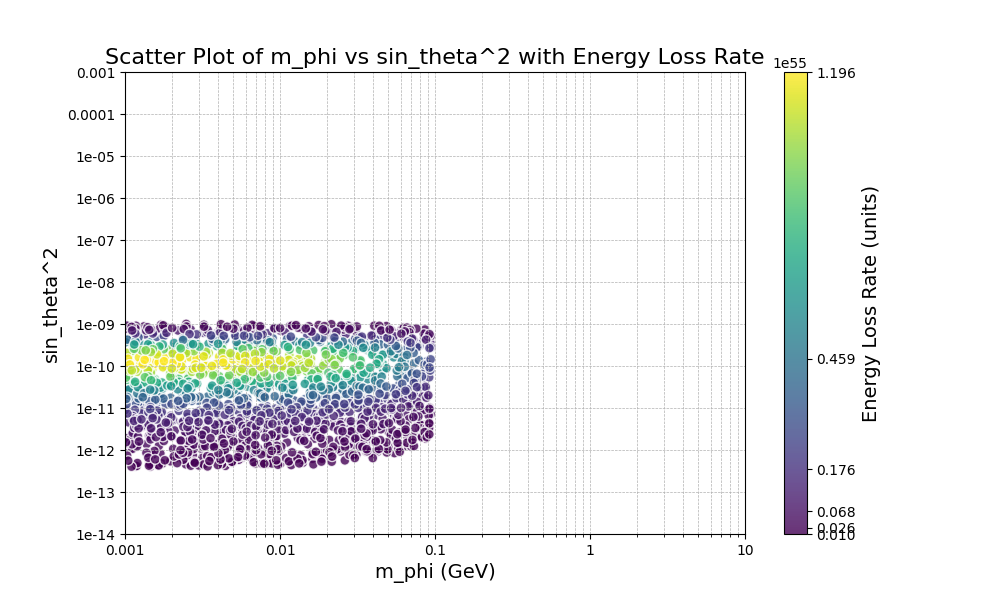 Scatter Plot of m_phi vs sin_theta^2 with Energy Loss Rate
1e55
0.001
0.0001
1e-05
1e-06
1e-07
1e-08
1e-09
1e-10
1e-11
1e-12
1e-13
1e-14
sin_theta^2
0.001
0.01
0.1
1
10
m_phi (GeV)
1.196
0.459
0.176
0.068
0.026
0.010
Energy Loss Rate (units)